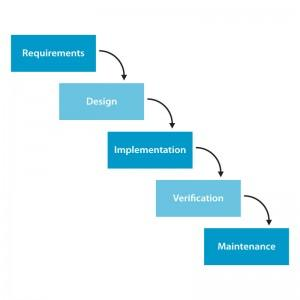 Requirements
Design
Implementation
Verification
Maintenance